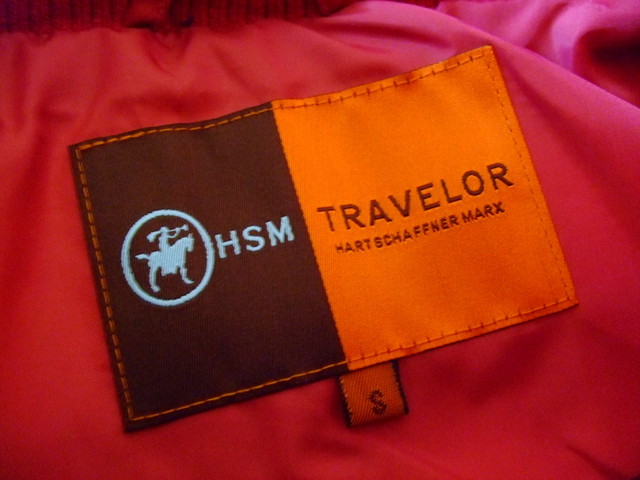 HSM
TRAVELOR
HART SCHAFFNER MARX
S